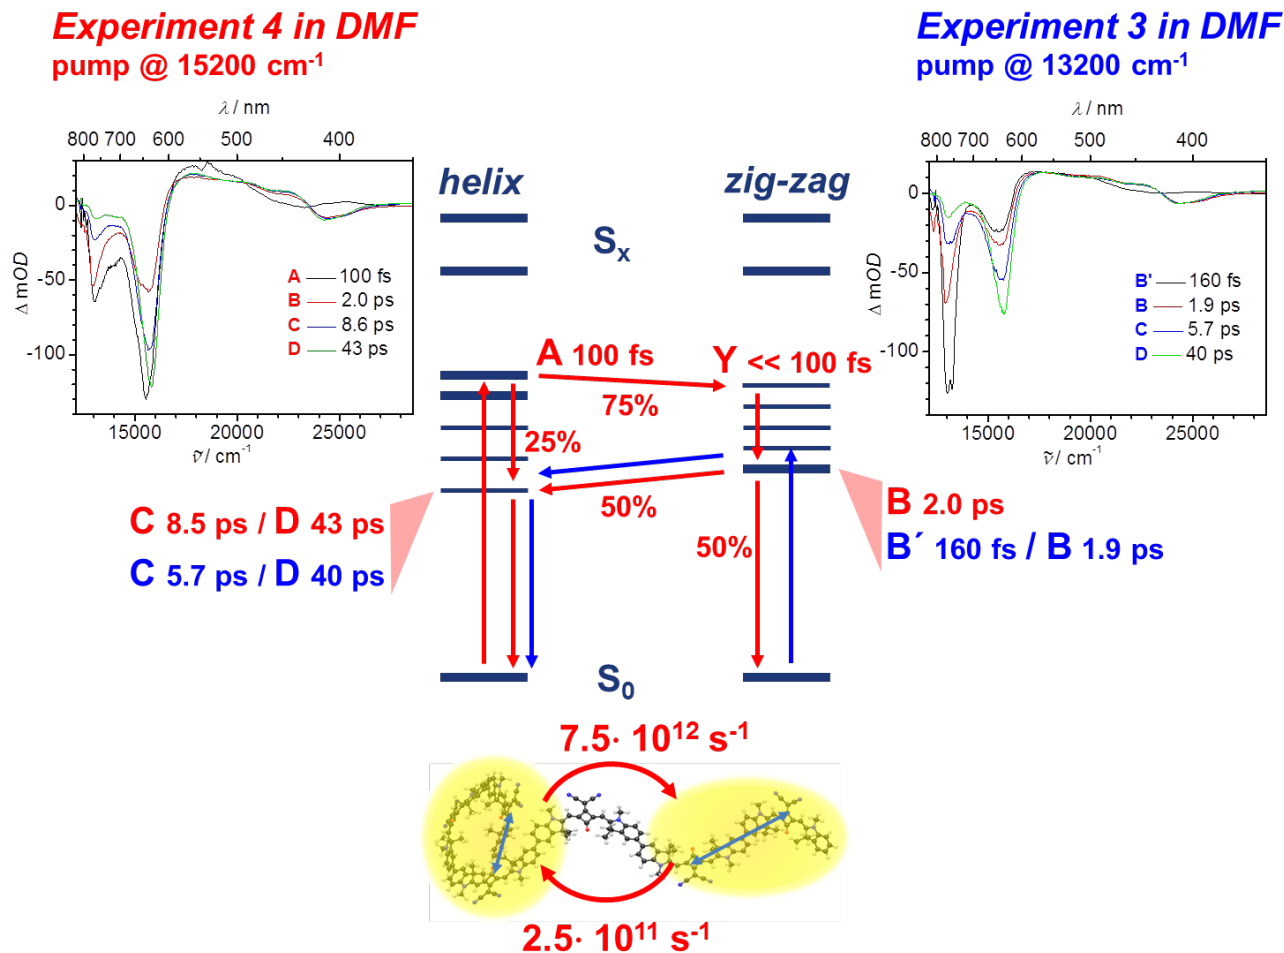 Experiment 4 in DMF
pump @ 15200 cm-1
Experiment 3 in DMF
pump @ 13200 cm-1
λ / nm
800 700 600 500 400
0
-50
-100
Δ mOD
A 100 fs
B 2.0 ps
C 8.6 ps
D 43 ps
15000 20000 25000
ṽ / cm-1
λ / nm
800 700 600 500 400
0
-50
-100
Δ mOD
B' 160 fs
B 1.9 ps
C 5.7 ps
D 40 ps
15000 20000 25000
ṽ / cm-1
helix
zig-zag
Sx
A 100 fs
Y << 100 fs
75%
25%
50%
50%
C 8.5 ps / D 43 ps
C 5.7 ps / D 40 ps
B 2.0 ps
B´ 160 fs / B 1.9 ps
S0
7.5· 10^12 s-1
2.5· 10^11 s-1